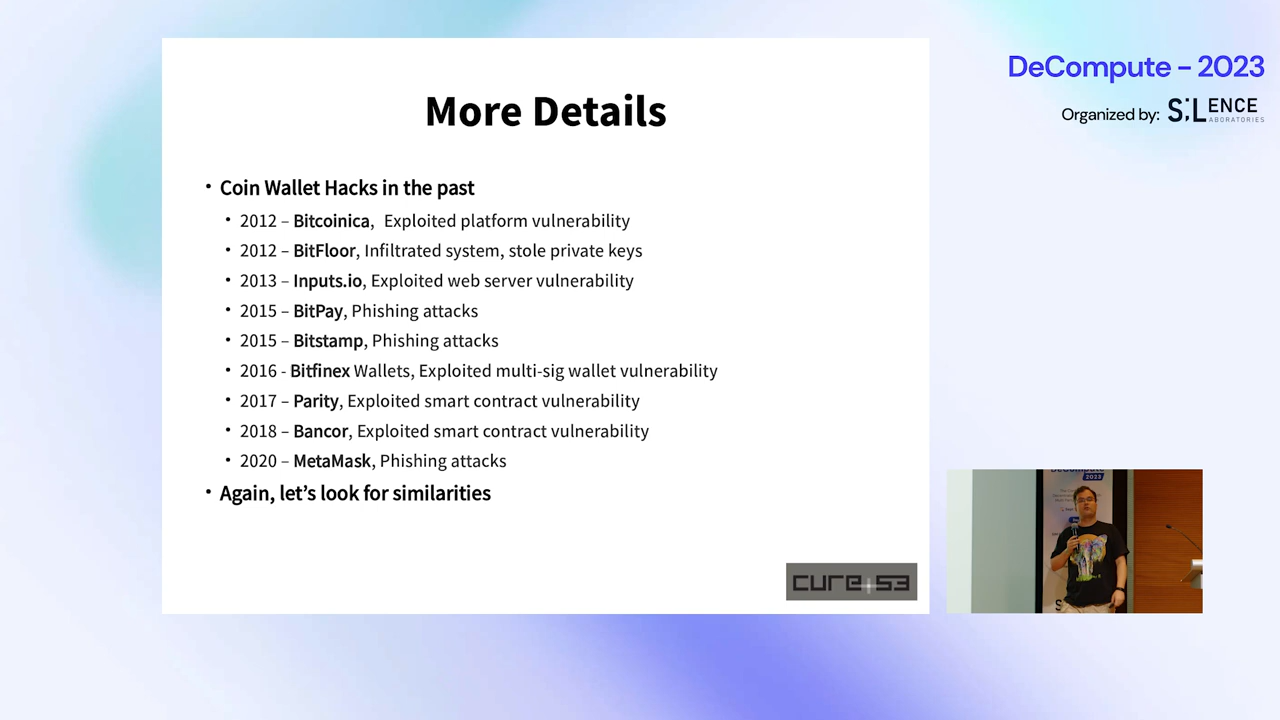 DeCompute – 2023
Organized by: SiLENCE
LABORATORIES
More Details
• Coin Wallet Hacks in the past
• 2012 – Bitcoinica, Exploited platform vulnerability
• 2012 – BitFloor, Infiltrated system, stole private keys
• 2013 – Inputs.io, Exploited web server vulnerability
• 2015 – BitPay, Phishing attacks
• 2015 – Bitstamp, Phishing attacks
• 2016 - Bitfinex Wallets, Exploited multi-sig wallet vulnerability
• 2017 – Parity, Exploited smart contract vulnerability
• 2018 – Bancor, Exploited smart contract vulnerability
• 2020 – MetaMask, Phishing attacks
• Again, let’s look for similarities
cure+53
DeCompute
2023